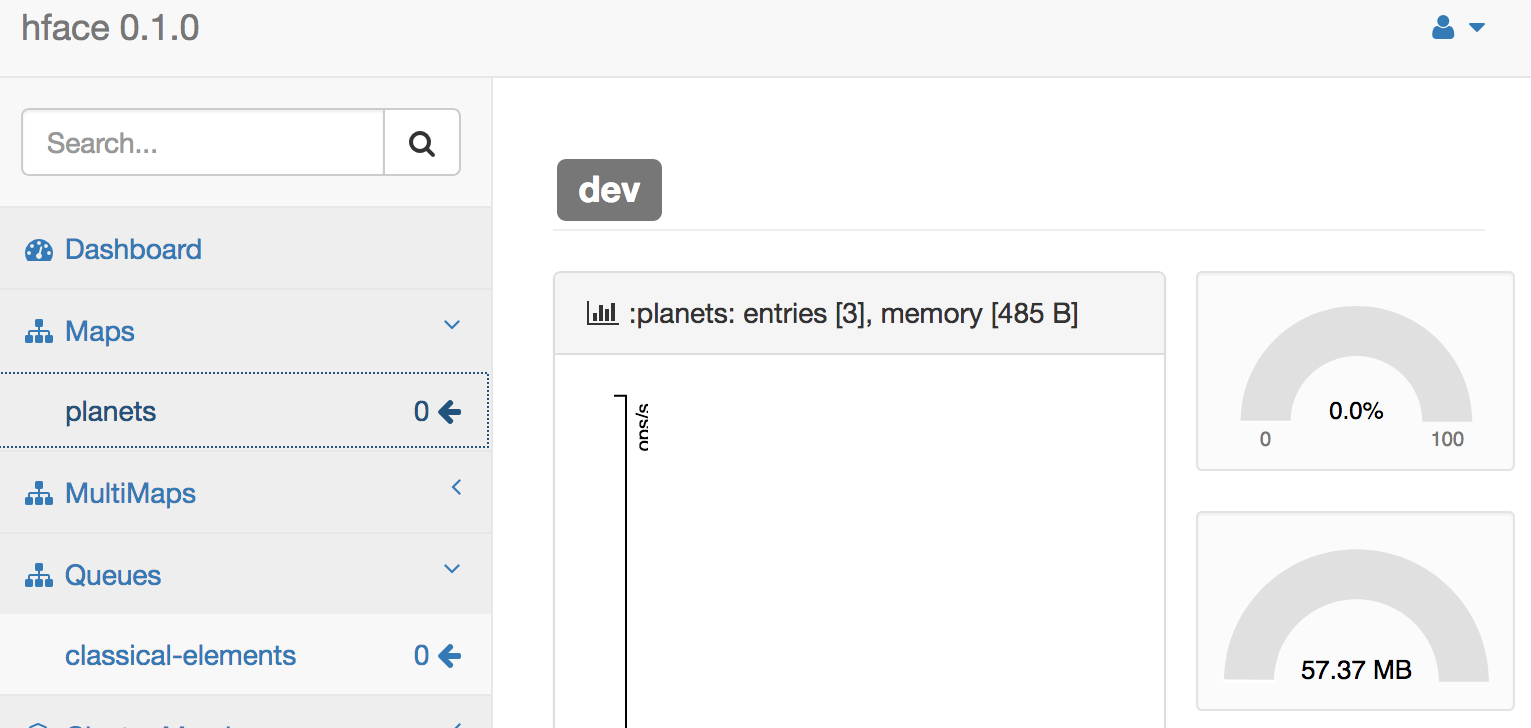 hface 0.1.0
Search...
Dashboard
Maps
planets 0
MultiMaps
Queues
classical-elements 0
dev
:planets: entries [3], memory [485 B]
ops/s
0.0%
0 100
57.37 MB